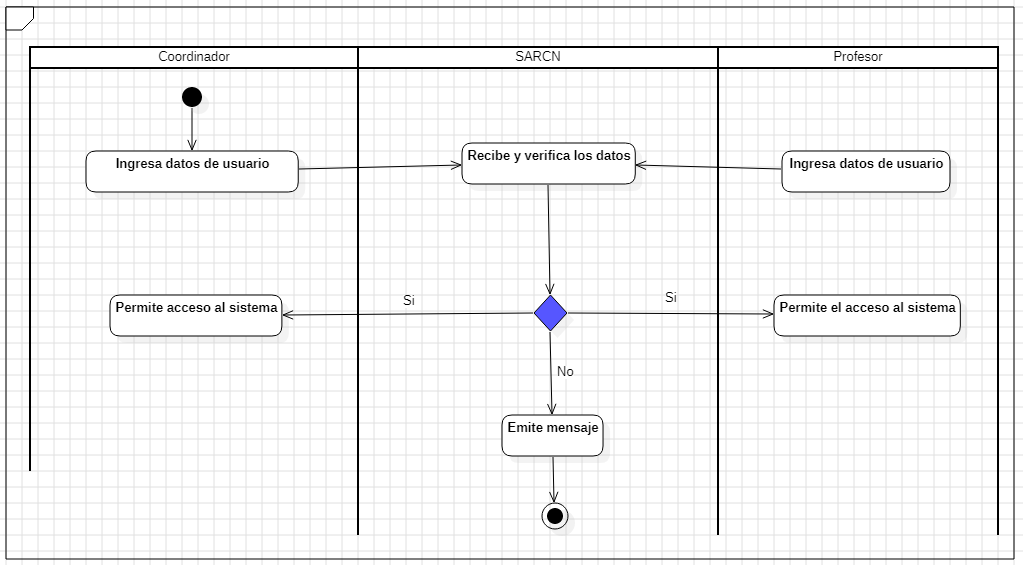 Coordinador
SARCN
Profesor
Ingresa datos de usuario
Recibe y verifica los datos
Ingresa datos de usuario
Si
Si
Permite acceso al sistema
Permite el acceso al sistema
No
Emite mensaje